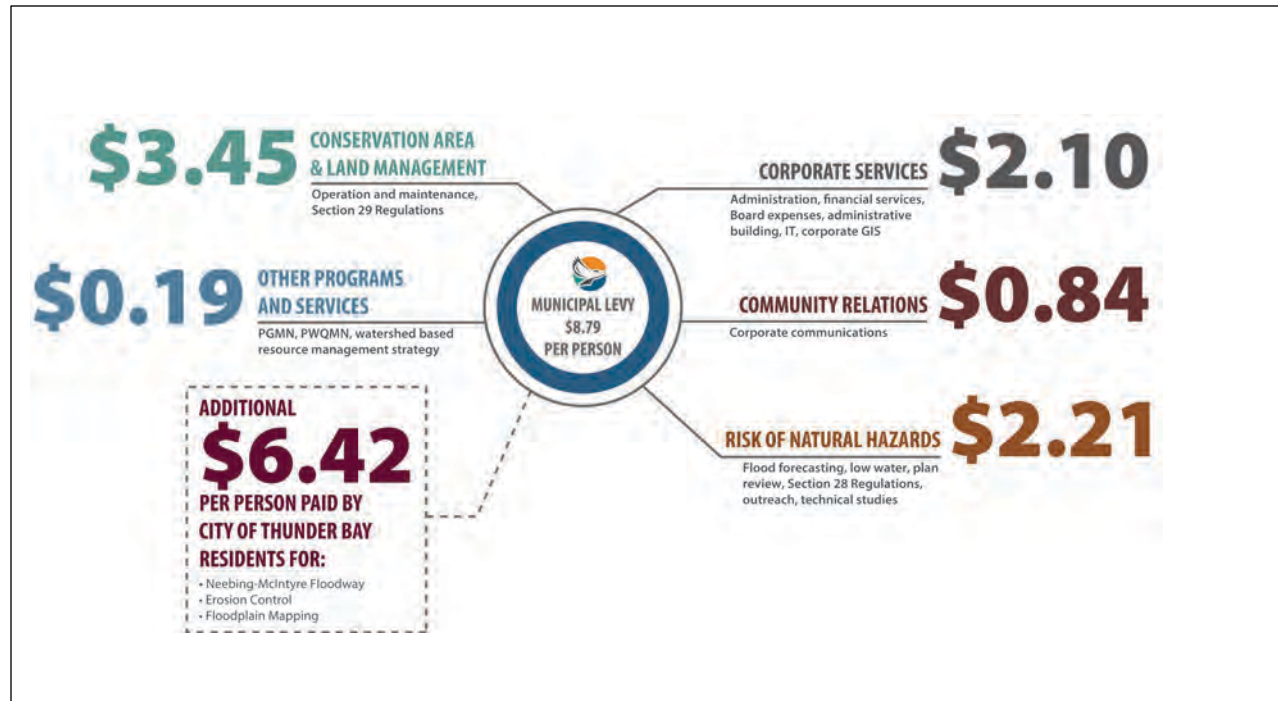 $3.45
CONSERVATION AREA
& LAND MANAGEMENT
Operation and maintenance,
Section 29 Regulations
$0.19
OTHER PROGRAMS
AND SERVICES
PGMN, PWQMN, watershed based
resource management strategy
ADDITIONAL
$6.42
PER PERSON PAID BY
CITY OF THUNDER BAY
RESIDENTS FOR:
• Neebing-McIntyre Floodway
• Erosion Control
• Floodplain Mapping
MUNICIPAL LEVY
$8.79
PER PERSON
CORPORATE SERVICES
$2.10
Administration, financial services,
Board expenses, administrative
building, IT, corporate GIS
COMMUNITY RELATIONS
$0.84
Corporate communications
RISK OF NATURAL HAZARDS
$2.21
Flood forecasting, low water, plan
review, Section 28 Regulations,
outreach, technical studies